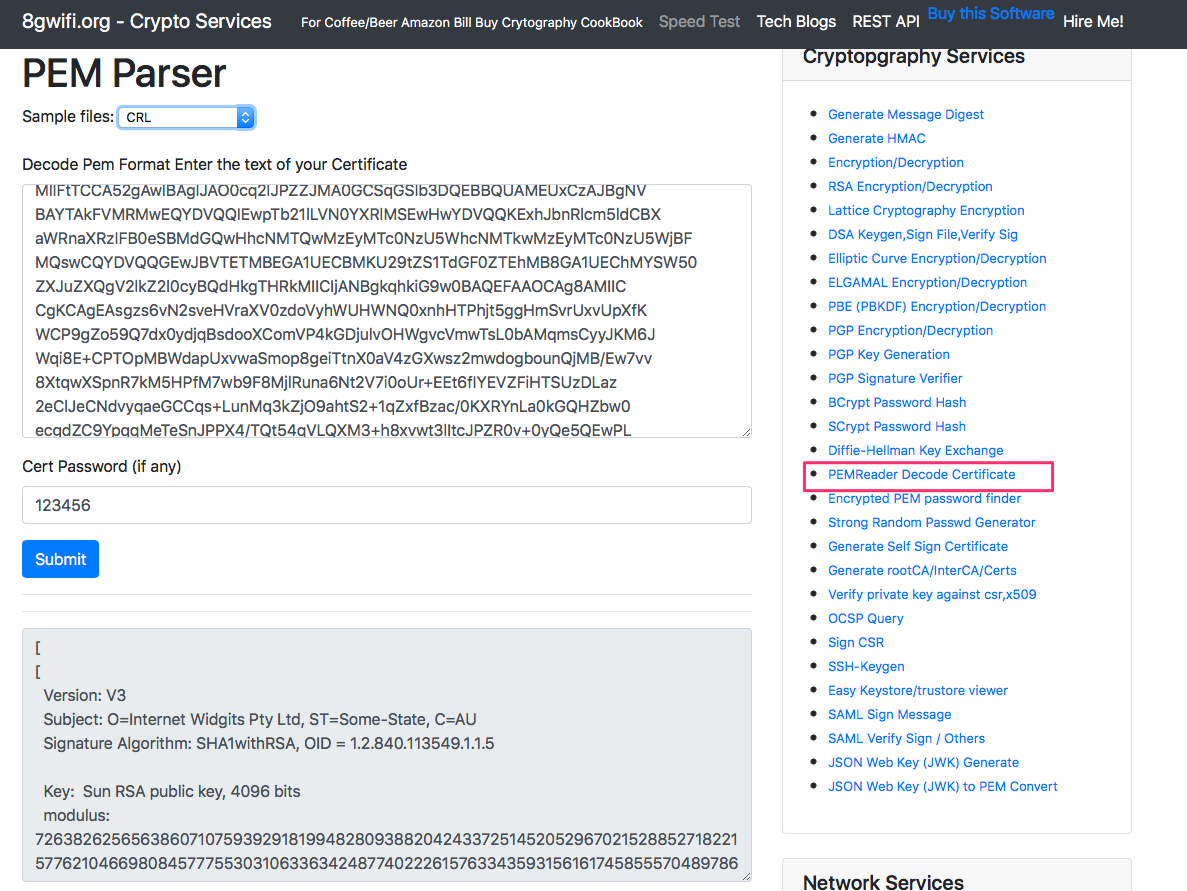 8gwifi.org - Crypto Services
For Coffee/Beer Amazon Bill Buy Crytography CookBook
Speed Test
Tech Blogs
REST API
Buy this Software
Hire Me!
PEM Parser
Sample files: CRL
Decode Pem Format Enter the text of your Certificate
MIIFtTCCA52gAwIBAgIJAO0cq2lJPZZJMA0GCSqGSIb3DQEBBQUAMEUxCzAJBgNV
BAYTAkFVMRMwEQYDVQQIEwpTb21lLVN0YXRlMSEwHwYDVQQKExhJbnRlcm5ldCBX
aWRnaXRzIFB0eSBMdGQwHhcNMTQwMzEyMTc0NzU5WhcNMTkwMzEyMTc0NzU5WjBF
MQswCQYDVQQGEwJBVTETMBEGA1UECBMKU29tZS1TdGF0ZTEhMB8GA1UEChMYSW50
ZXJuZXQgV2lkZ2l0cyBQdHkgTHRkMIICIjANBgkqhkiG9w0BAQEFAAOCAg8AMIIC
CgKCAgEAsgzs6vN2sveHVraXV0zdoVyhWUHWNQ0xnhHTPhjt5ggHmSvrUxvUpXfK
WCP9gZo59Q7dx0ydjqBsdooXComVP4kGDjulvOHWgvcVmwTsL0bAMqmsCyyJKM6J
Wqi8E+CPTOpMBWdapUxvwaSmop8geiTtnX0aV4zGXwsz2mwdogbounQjMB/Ew7vv
8XtqwXSpnR7kM5HPfM7wb9F8MjlRuna6Nt2V7i0oUr+EEt6flYEVZFiHTSUzDLaz
2eClJeCNdvyqaeGCCqs+LunMq3kZjO9ahtS2+1qZxfBzac/0KXRYnLa0kGQHZbw0
ecgdZC9YpqqMeTeSnJPPX4/TQt54qVLQXM3+h8xvwt3lItcJPZR0v+0yQe5QEwPL
Cert Password (if any)
123456
Submit
[
[
Version: V3
Subject: O=Internet Widgits Pty Ltd, ST=Some-State, C=AU
Signature Algorithm: SHA1withRSA, OID = 1.2.840.113549.1.1.5
Key: Sun RSA public key, 4096 bits
modulus:
726382625656386071075939291819948280938820424337251452052967021528852718221
577621046698084577755303106336342487740222615763343593156161745855570489786
Cryptopgraphy Services
Generate Message Digest
Generate HMAC
Encryption/Decryption
RSA Encryption/Decryption
Lattice Cryptography Encryption
DSA Keygen,Sign File,Verify Sig
Elliptic Curve Encryption/Decryption
ELGAMAL Encryption/Decryption
PBE (PBKDF) Encryption/Decryption
PGP Encryption/Decryption
PGP Key Generation
PGP Signature Verifier
BCrypt Password Hash
SCrypt Password Hash
Diffie-Hellman Key Exchange
PEMReader Decode Certificate
Encrypted PEM password finder
Strong Random Passwd Generator
Generate Self Sign Certificate
Generate rootCA/InterCA/Certs
Verify private key against csr,x509
OCSP Query
Sign CSR
SSH-Keygen
Easy Keystore/trustore viewer
SAML Sign Message
SAML Verify Sign / Others
JSON Web Key (JWK) Generate
JSON Web Key (JWK) to PEM Convert
Network Services